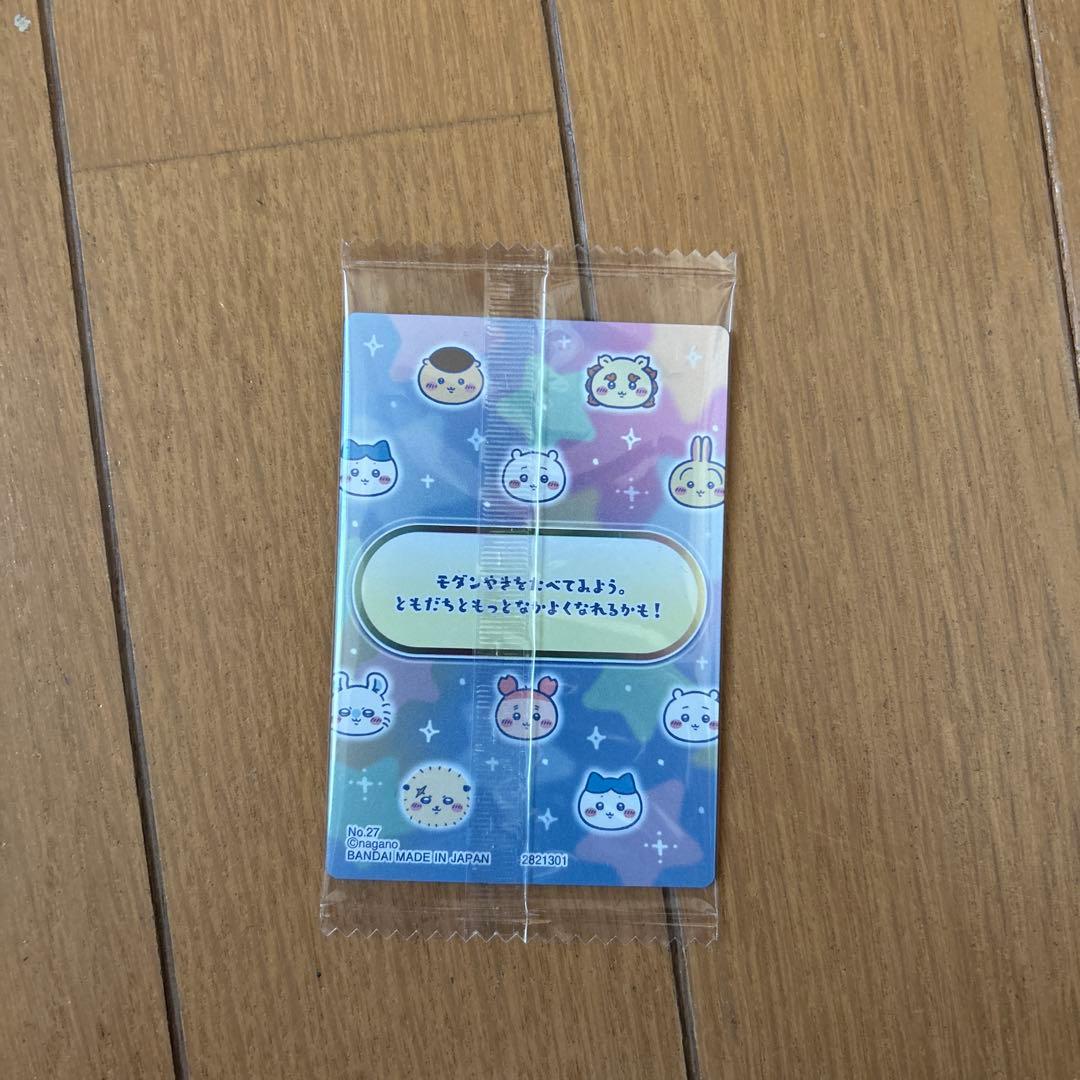 モダンやきをたべてみよう。
ともだちともっとなかよくなれるかも!
No.27
©nagano
BANDAI MADE IN JAPAN 2821301